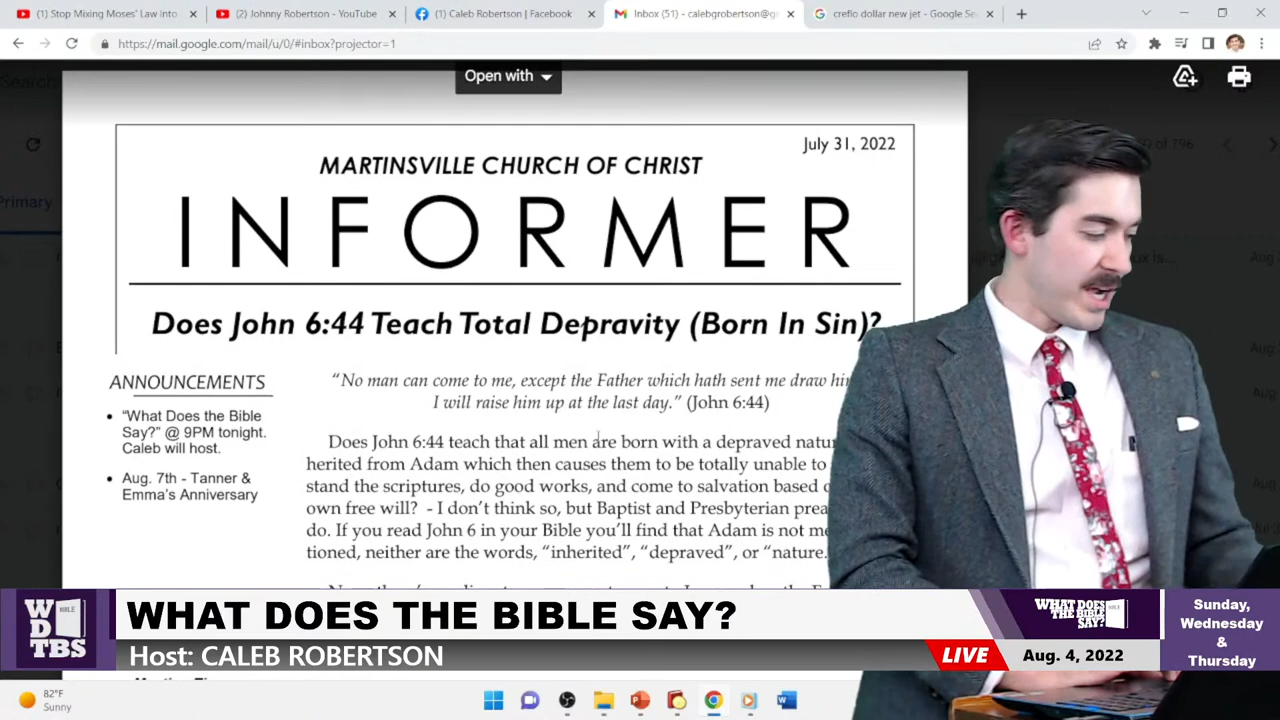 (1) Stop Mixing Moses' Law into
(2) Johnny Robertson - YouTube
(1) Caleb Robertson | Facebook
Inbox (51) - calebgrobertson@g
creflo dollar new jet - Google Se
https://mail.google.com/mail/u/0/#inbox?projector=1
Search
Open with
of 796
Primary
July 31, 2022
MARTINSVILLE CHURCH OF CHRIST
INFORMER
Does John 6:44 Teach Total Depravity (Born In Sin)?
ANNOUNCEMENTS
• "What Does the Bible
Say?" @ 9PM tonight.
Caleb will host.
• Aug. 7th - Tanner &
Emma's Anniversary
"No man can come to me, except the Father which hath sent me draw hi
I will raise him up at the last day." (John 6:44)
Does John 6:44 teach that all men are born with a depraved natu
herited from Adam which then causes them to be totally unable to
stand the scriptures, do good works, and come to salvation based
own free will? - I don't think so, but Baptist and Presbyterian prea
do. If you read John 6 in your Bible you'll find that Adam is not me
tioned, neither are the words, "inherited", "depraved", or "nature.
WDTBS
BIBLE
WHAT DOES THE BIBLE SAY?
Host: CALEB ROBERTSON
WHAT DOES
THE BIBLE
SAY?
LIVE
Aug. 4, 2022
Sunday,
Wednesday
&
Thursday
82°F
Sunny